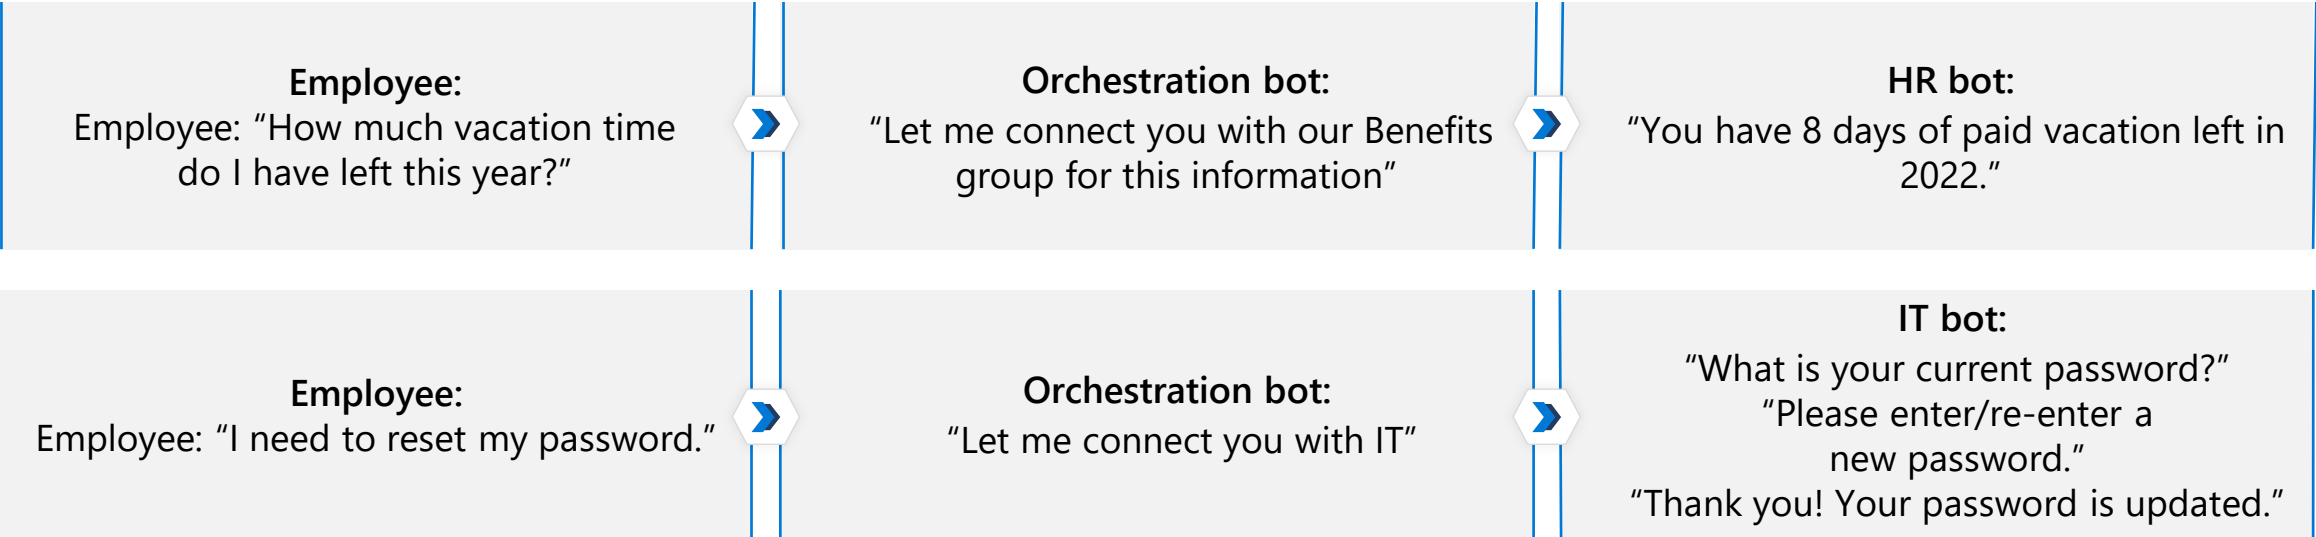 Employee:
Employee: “How much vacation time
do I have left this year?”
Orchestration bot:
“Let me connect you with our Benefits
group for this information”
HR bot:
“You have 8 days of paid vacation left in
2022.”
Employee:
Employee: “I need to reset my password.”
Orchestration bot:
“Let me connect you with IT”
IT bot:
“What is your current password?”
“Please enter/re-enter a
new password.”
“Thank you! Your password is updated.”